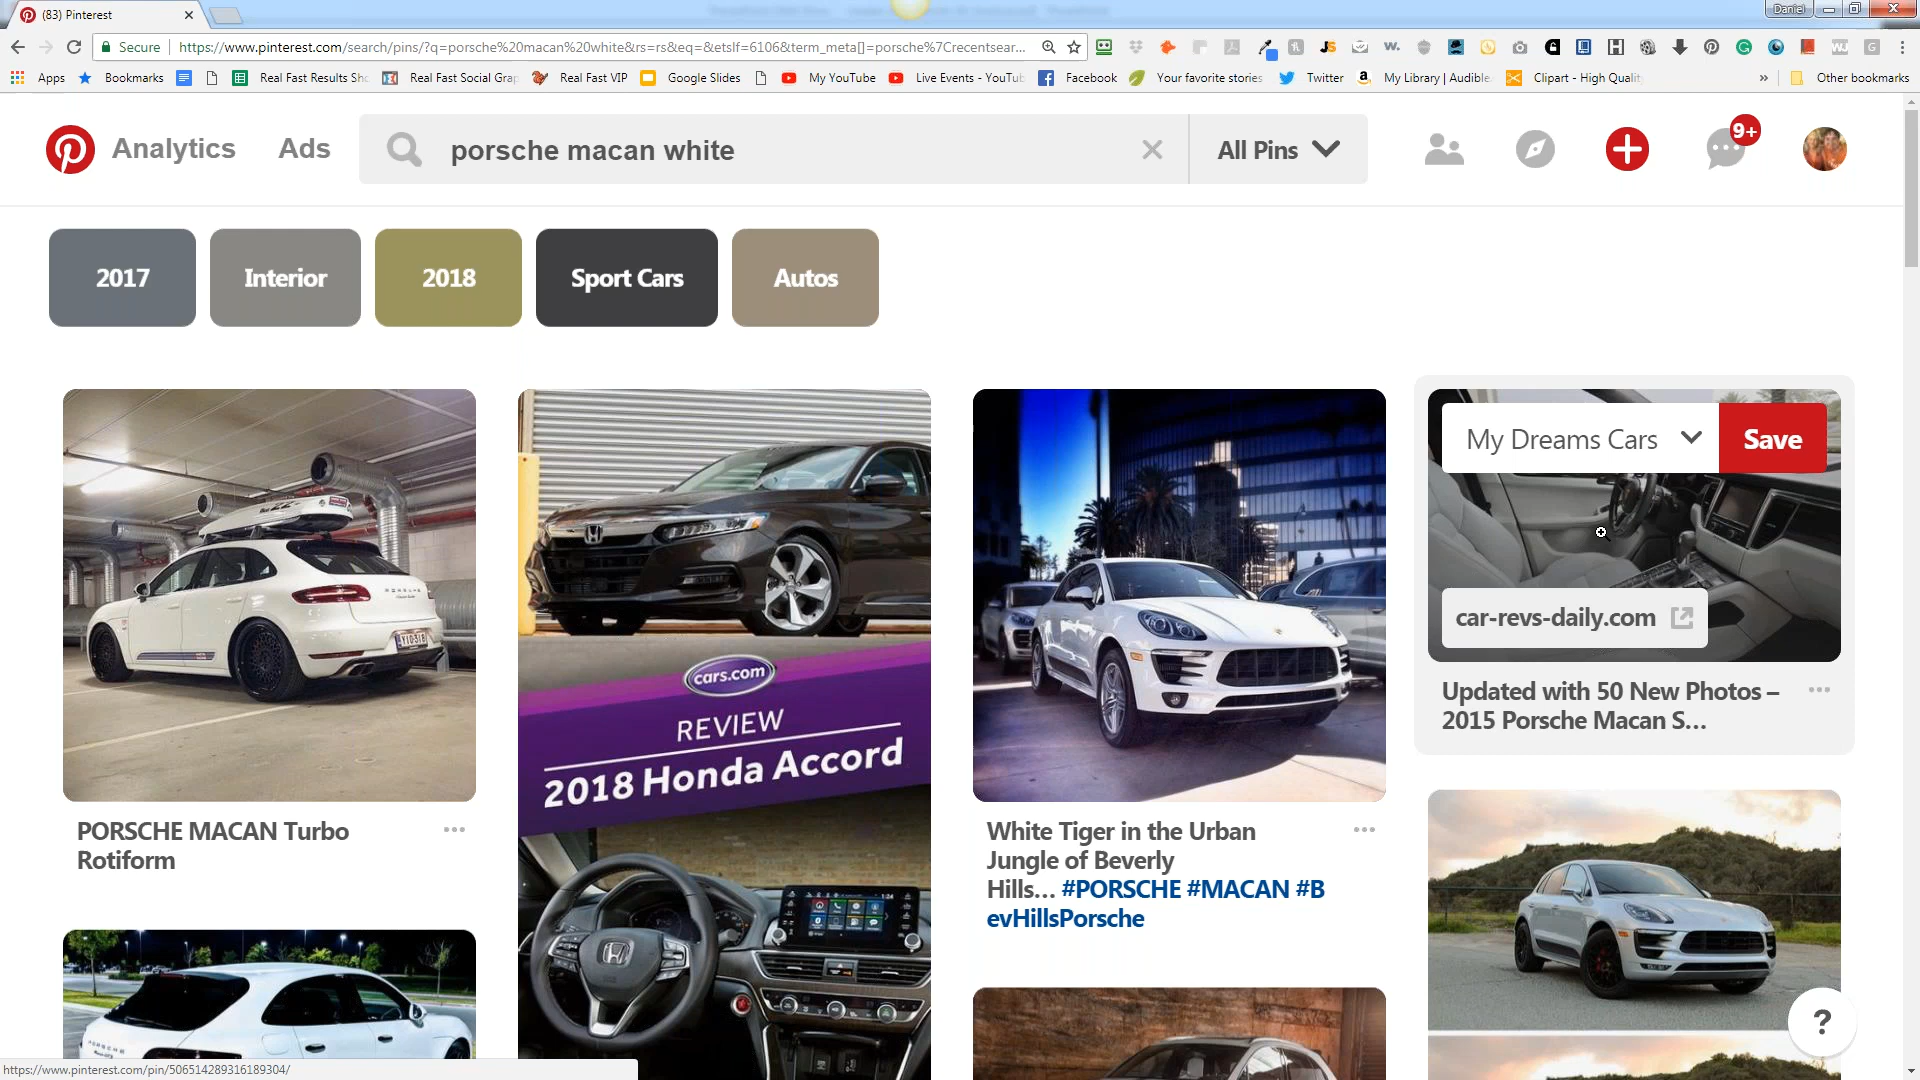 (83) Pinterest
Daniel
Secure
https://www.pinterest.com/search/pins/?q=porsche%20macan%20white&rs=rs&eq=&etslf=6106&term_meta[]=porsche%7Crecentsear...
Apps
Bookmarks
Real Fast Results Sho
Real Fast Social Grap
Real Fast VIP
Google Slides
My YouTube
Live Events - YouTub
Facebook
Your favorite stories
Twitter
My Library | Audible
Clipart - High Qualit
»
Other bookmarks
Analytics
Ads
porsche macan white
All Pins
9+
2017
Interior
2018
Sport Cars
Autos
My Dreams Cars
Save
car-revs-daily.com
Updated with 50 New Photos –
2015 Porsche Macan S...
cars.com
REVIEW
2018 Honda Accord
PORSCHE MACAN Turbo
Rotiform
White Tiger in the Urban
Jungle of Beverly
Hills... #PORSCHE #MACAN #B
evHillsPorsche
?
https://www.pinterest.com/pin/506514289316189304/